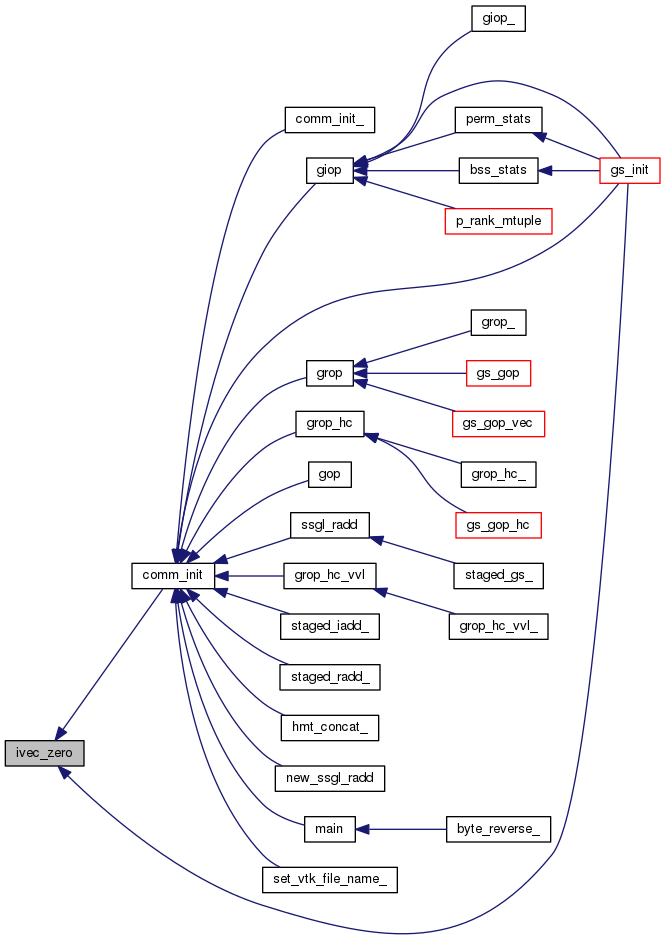 giop_
comm_init_
perm_stats
giop
bss_stats
gs_init
p_rank_mtuple
grop_
grop
gs_gop
gs_gop_vec
grop_hc
gop
grop_hc_
ssgl_radd
gs_gop_hc
comm_init
grop_hc_vvl
staged_gs_
staged_iadd_
grop_hc_vvl_
staged_radd_
hmt_concat_
ivec_zero
new_ssgl_radd
main
byte_reverse_
set_vtk_file_name_